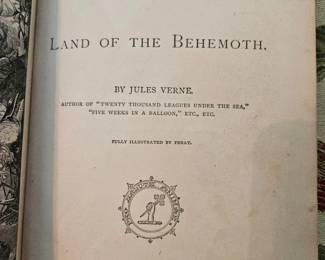 LAND OF THE BEHEMOTH.
BY JULES VERNE.
AUTHOR OF "TWENTY THOUSAND LEAGUES UNDER THE SEA,"
"FIVE WEEKS IN A BALLOON," ETC., ETC.
FULLY ILLUSTRATED BY FERAT.